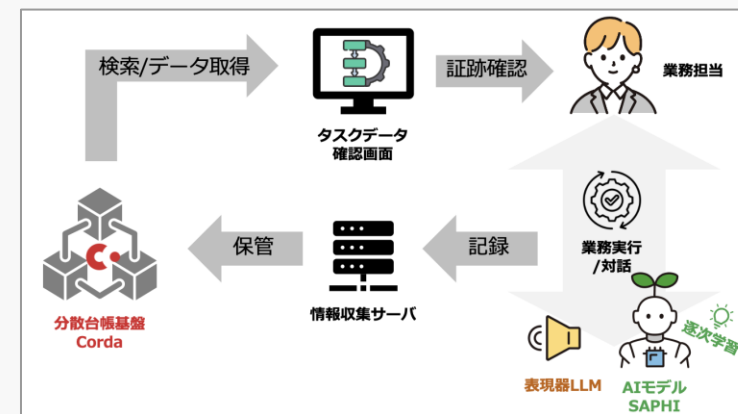 検索/データ取得
証跡確認
業務担当
タスクデータ
確認画面
保管
記録
業務実行
/対話
情報収集サーバ
分散台帳基盤
Corda
逐次学習
表現器LLM
AIモデル
SAPHI